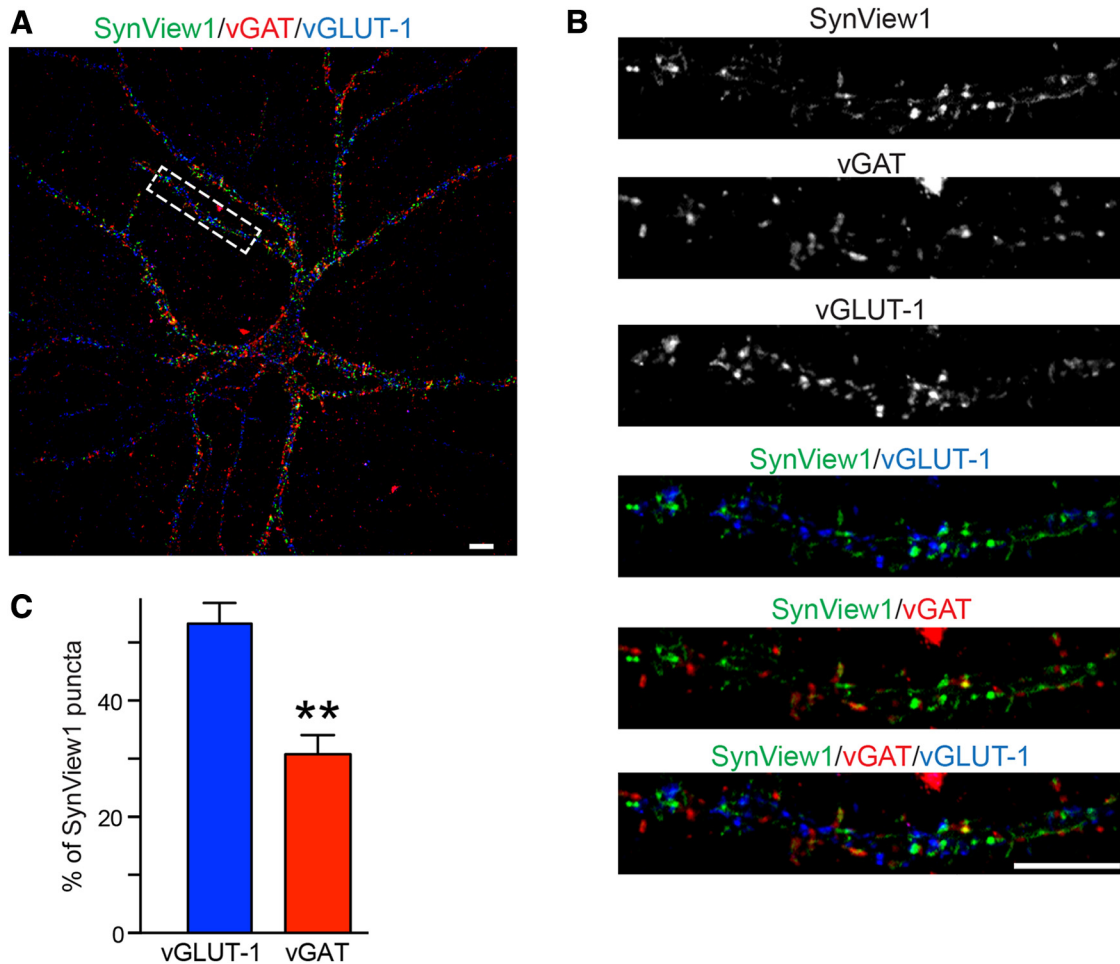 A
SynView1/vGAT/vGLUT-1
B
SynView1
vGAT
vGLUT-1
SynView1/vGLUT-1
SynView1/vGAT
SynView1/vGAT/vGLUT-1
C
% of SynView1 puncta
40
20
0
**
vGLUT-1 vGAT